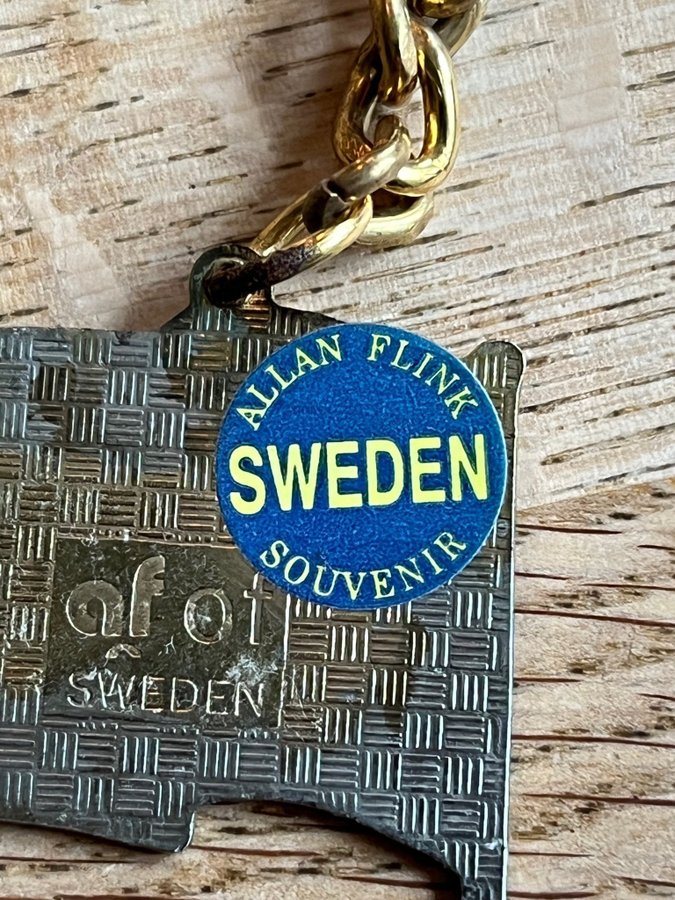 ALLAN FLINK
SWEDEN
SOUVENIR
af of
SWEDEN